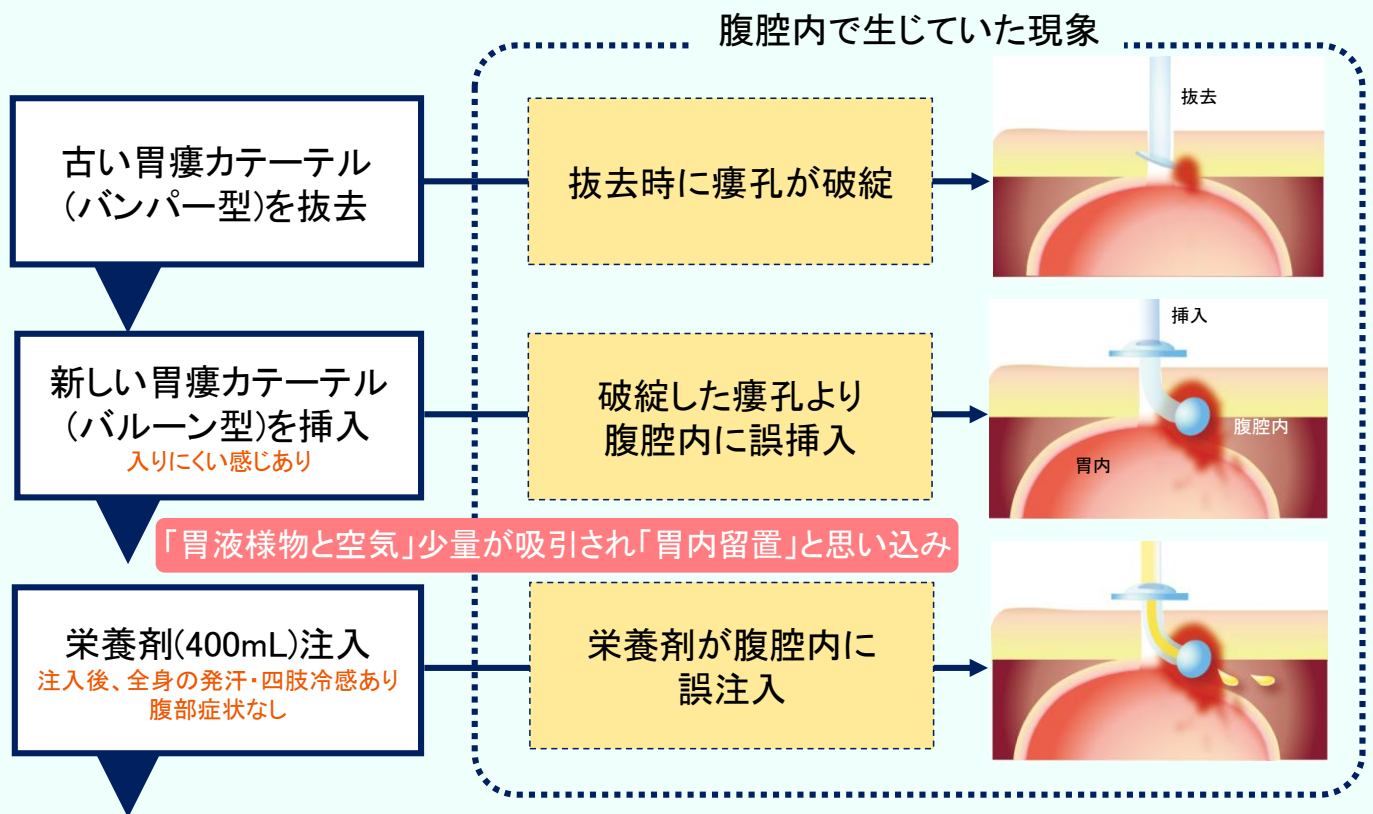 腹腔内で生じていた現象
古い胃瘻カテーテル
(バンパー型)を抜去
抜去時に瘻孔が破綻
抜去
新しい胃瘻カテーテル
(バルーン型)を挿入
入りにくい感じあり
破綻した瘻孔より
腹腔内に誤挿入
挿入
腹腔内
胃内
「胃液様物と空気」少量が吸引され「胃内留置」と思い込み
栄養剤(400mL)注入
注入後、全身の発汗・四肢冷感あり
腹部症状なし
栄養剤が腹腔内に
誤注入